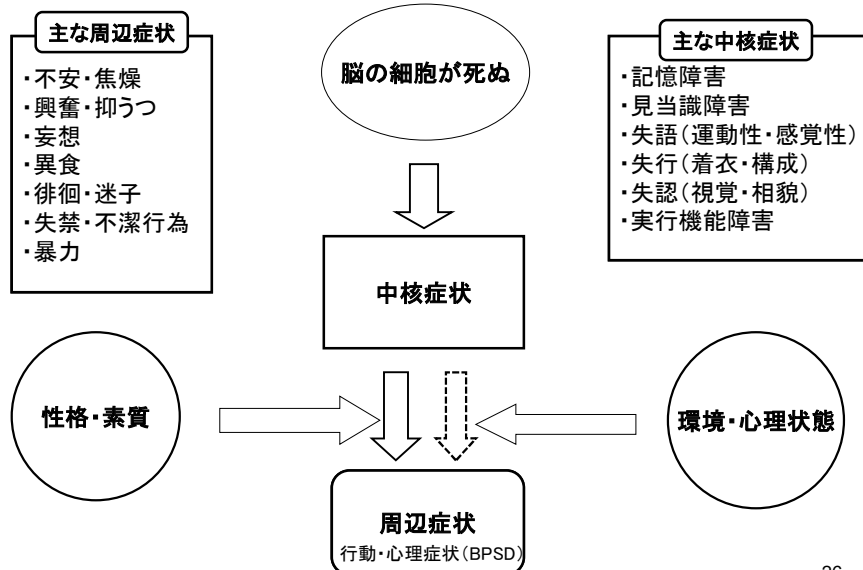 主な周辺症状
・不安・焦燥
・興奮・抑うつ
・妄想
・異食
・徘徊・迷子
・失禁・不潔行為
・暴力
脳の細胞が死ぬ
主な中核症状
・記憶障害
・見当識障害
・失語(運動性・感覚性)
・失行(着衣・構成)
・失認(視覚・相貌)
・実行機能障害
中核症状
性格・素質
環境・心理状態
周辺症状
行動・心理症状(BPSD)